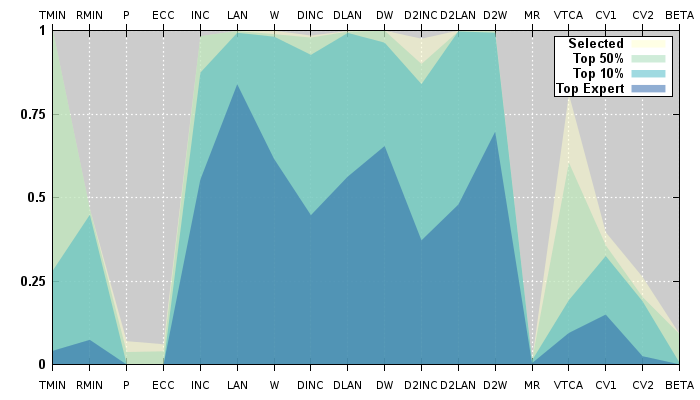 TMIN RMIN P ECC INC LAN W DINC DLAN DW D2INC D2LAN D2W MR VTCA CV1 CV2 BETA
1
Selected
Top 50%
Top 10%
Top Expert
0.75
0.5
0.25
0
TMIN RMIN P ECC INC LAN W DINC DLAN DW D2INC D2LAN D2W MR VTCA CV1 CV2 BETA